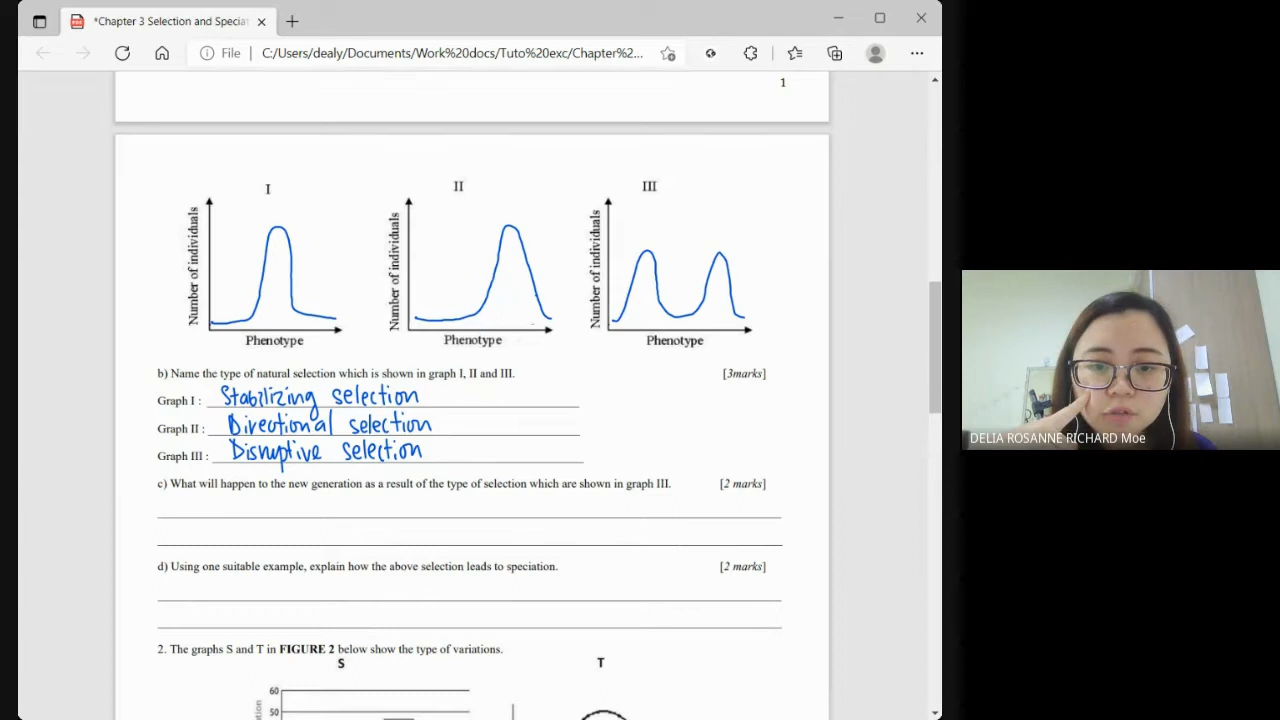 *Chapter 3 Selection and Specia
File C:/Users/dealy/Documents/Work%20docs/Tuto%20exc/Chapter%2...
1
I II III
Number of individuals Number of individuals Number of individuals
Phenotype Phenotype Phenotype
b) Name the type of natural selection which is shown in graph I, II and III. [3marks]
Graph I : Stabilizing selection
Graph II : Directional selection
Graph III : Disruptive selection
c) What will happen to the new generation as a result of the type of selection which are shown in graph III. [2 marks]
d) Using one suitable example, explain how the above selection leads to speciation. [2 marks]
2. The graphs S and T in FIGURE 2 below show the type of variations.
S T
60
50
DELIA ROSANNE RICHARD Moe